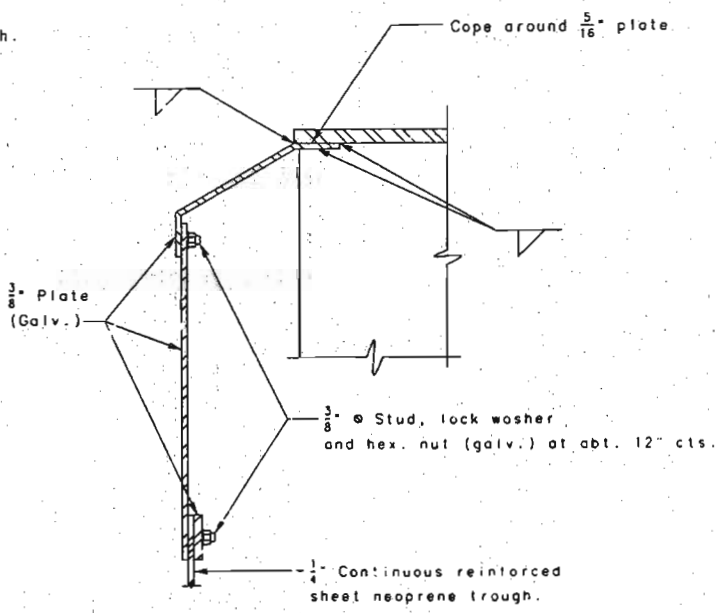 h.
Cope around 5/16" plate
3/8" Plate
(Galv.)
3/8" ⌀ Stud, lock washer
and hex. nut (galv.) at abt. 12" cts.
1/4" Continuous reinforced
sheet neoprene trough.